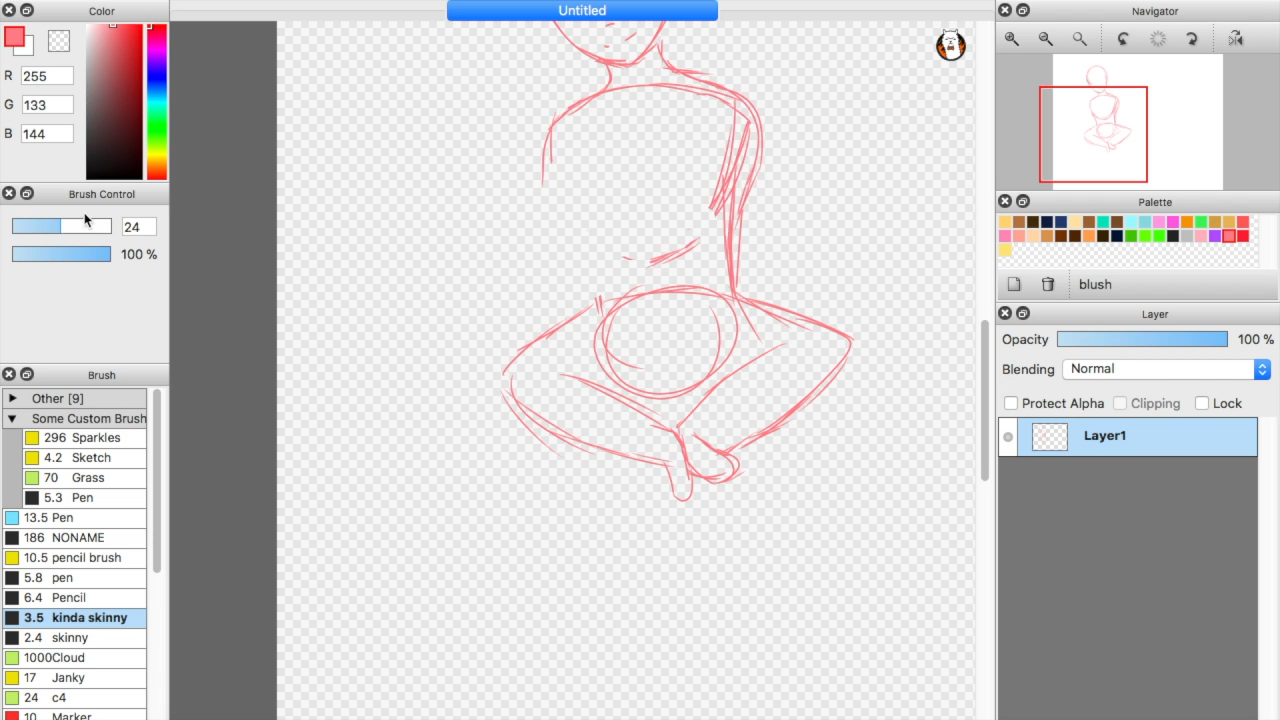 Color
Untitled
Navigator
R 255
G 133
B 144
Brush Control
24
100 %
Brush
Other [9]
Some Custom Brush
296 Sparkles
4.2 Sketch
70 Grass
5.3 Pen
13.5 Pen
186 NONAME
10.5 pencil brush
5.8 pen
6.4 Pencil
3.5 kinda skinny
2.4 skinny
1000Cloud
17 Janky
24 c4
10 Marker
Palette
blush
Layer
Opacity 100 %
Blending Normal
Protect Alpha Clipping Lock
Layer1